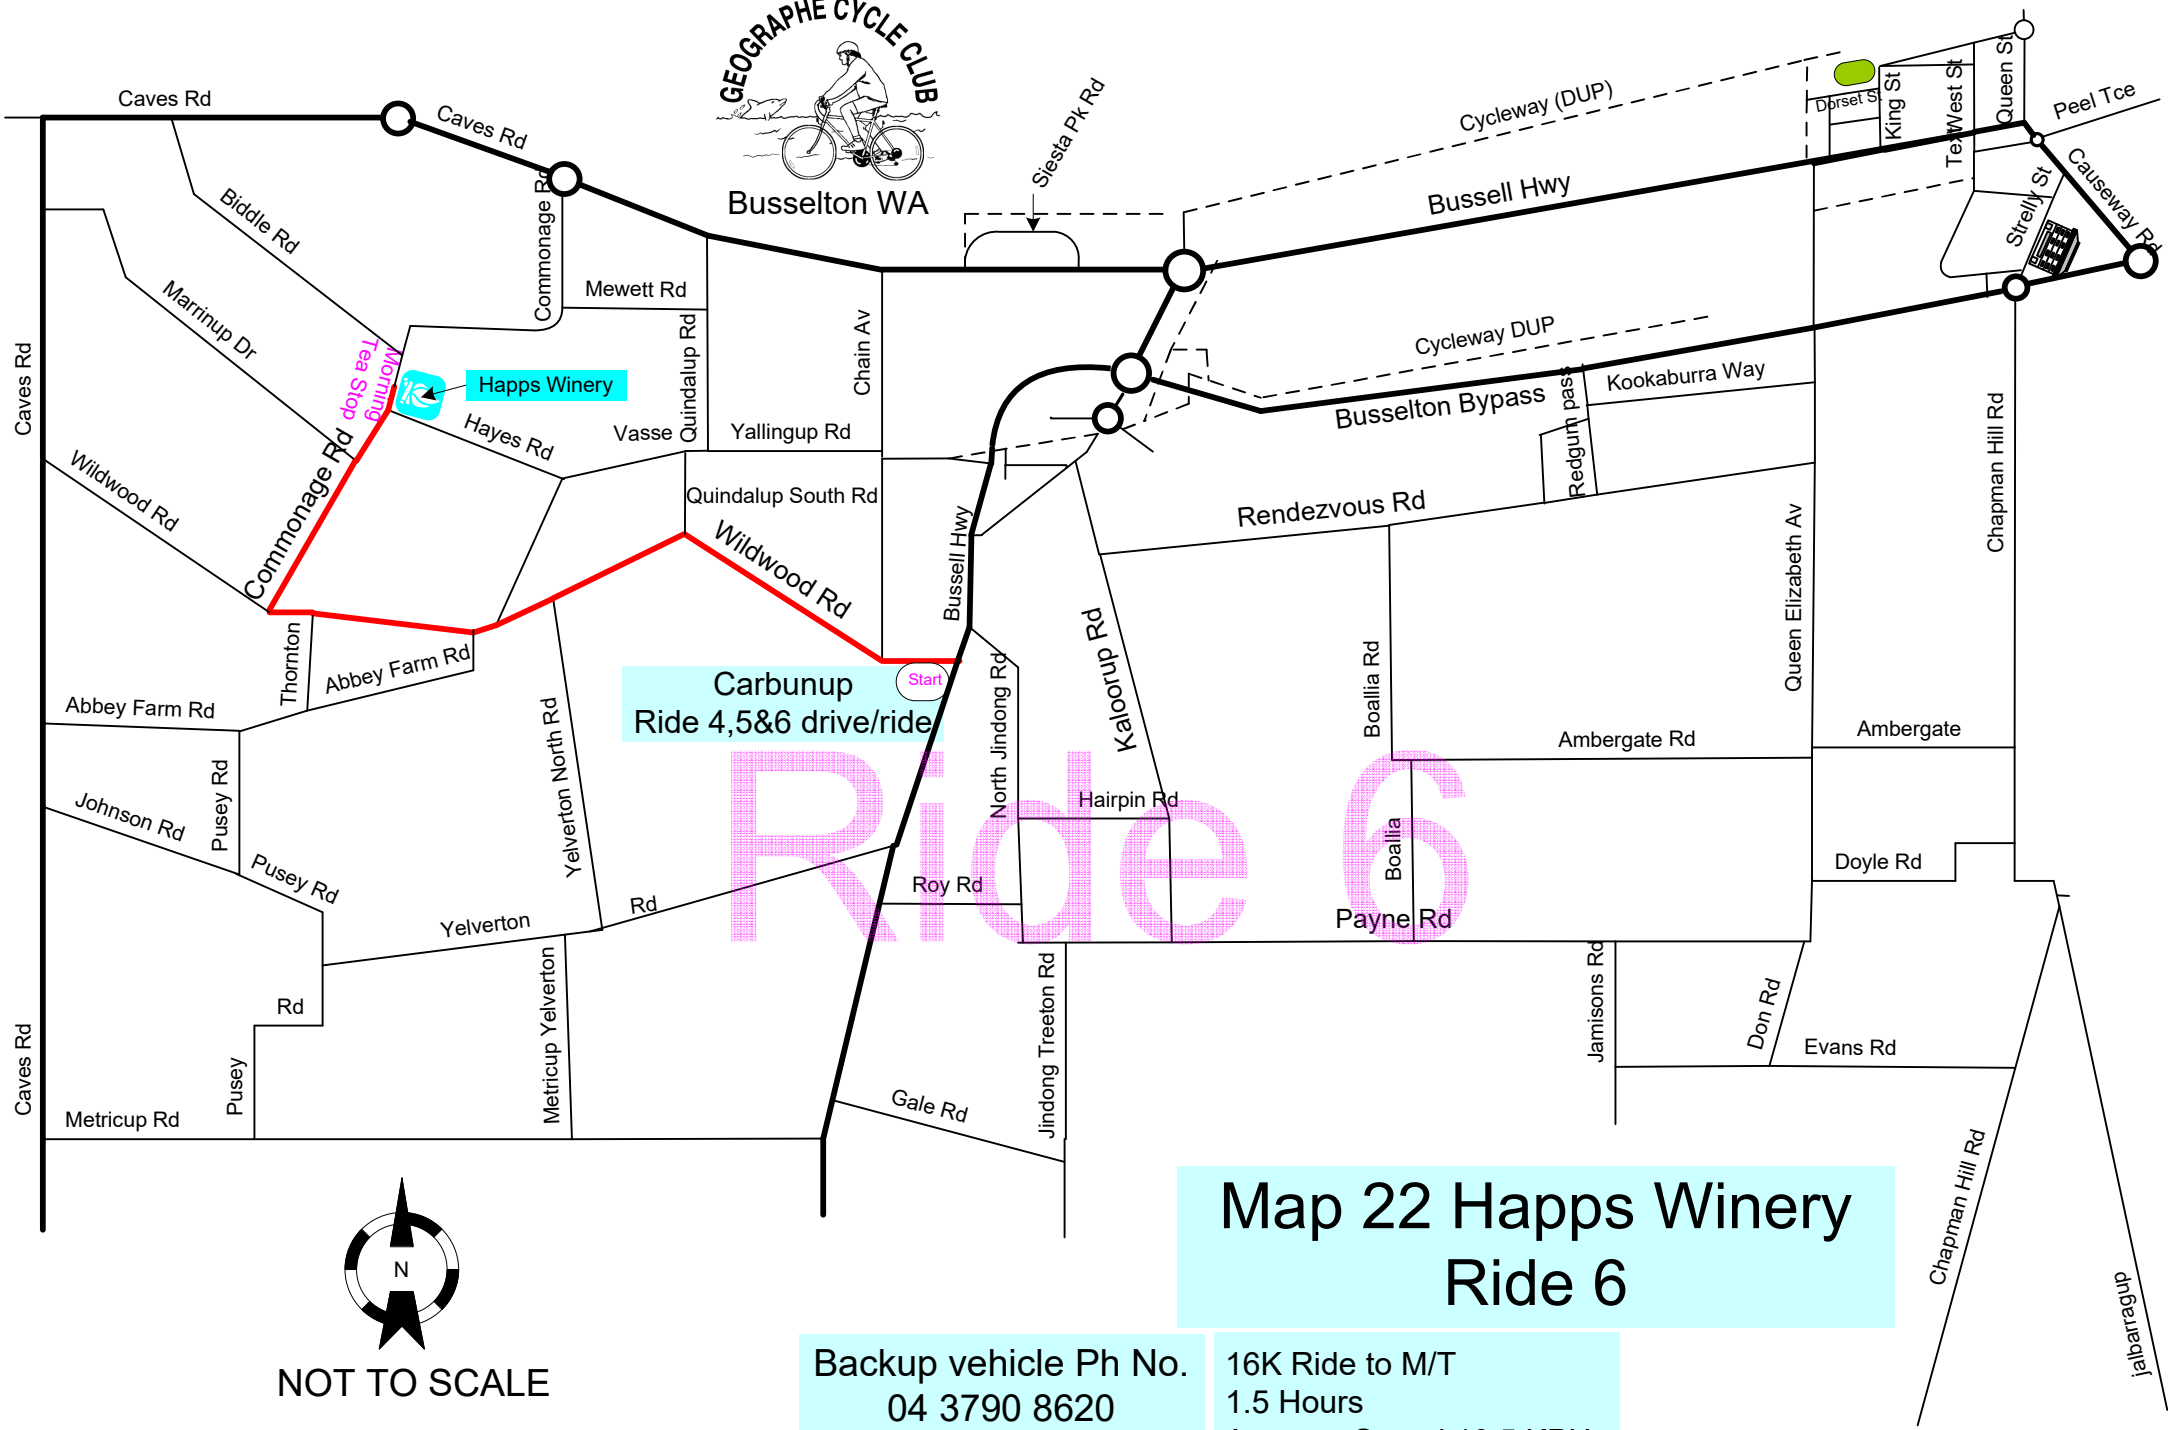 GEOGRAPHE CYCLE CLUB
Busselton WA
Caves Rd
Caves Rd
Siesta Pk Rd
Cycleway (DUP)
Dorset St
King St
Text
West St
Queen St
Peel Tce
Causeway Rd
Strelly St
Bussell Hwy
Biddle Rd
Commonage Rd
Mewett Rd
Marrinup Dr
Quindalup Rd
Chain Av
Cycleway DUP
Caves Rd
Morning
Tea Stop
Happs Winery
Hayes Rd
Vasse
Yallingup Rd
Busselton Bypass
Redgum pass
Kookaburra Way
Chapman Hill Rd
Wildwood Rd
Commonage Rd
Quindalup South Rd
Wildwood Rd
Bussell Hwy
Rendezvous Rd
Queen Elizabeth Av
Thornton
Abbey Farm Rd
Abbey Farm Rd
Start
Carbunup
Ride 4,5&6 drive/ride
North Jindong Rd
Kaloorup Rd
Boallia Rd
Ambergate Rd
Ambergate
Yelverton North Rd
Pusey Rd
Johnson Rd
Pusey Rd
Ride 6
Hairpin Rd
Boallia
Doyle Rd
Yelverton
Rd
Roy Rd
Payne Rd
Rd
Pusey
Metricup Yelverton
Jindong Treeton Rd
Jamisons Rd
Don Rd
Evans Rd
Caves Rd
Metricup Rd
Gale Rd
Chapman Hill Rd
jalbarragup
N
NOT TO SCALE
Map 22 Happs Winery
Ride 6
Backup vehicle Ph No.
04 3790 8620
16K Ride to M/T
1.5 Hours